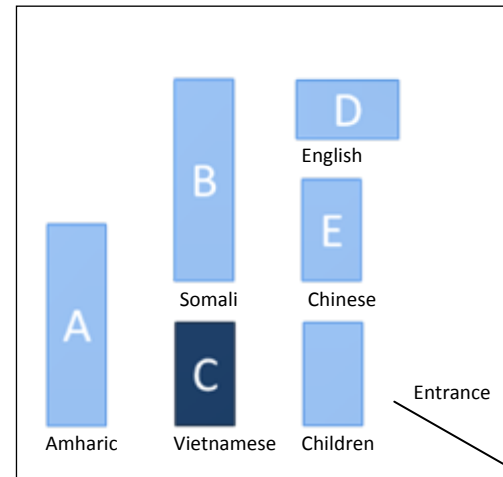 D
English
B
E
Somali
Chinese
A
C
Entrance
Amharic
Vietnamese
Children